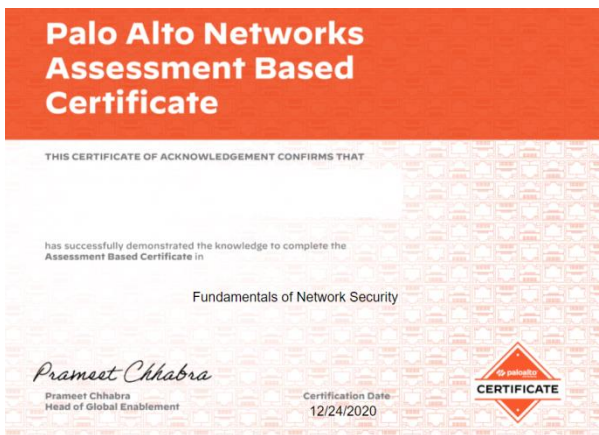 Palo Alto Networks
Assessment Based
Certificate
THIS CERTIFICATE OF ACKNOWLEDGEMENT CONFIRMS THAT
has successfully demonstrated the knowledge to complete the
Assessment Based Certificate in
Fundamentals of Network Security
Prameet Chhabra
Prameet Chhabra
Head of Global Enablement
Certification Date
12/24/2020
paloalto
CERTIFICATE